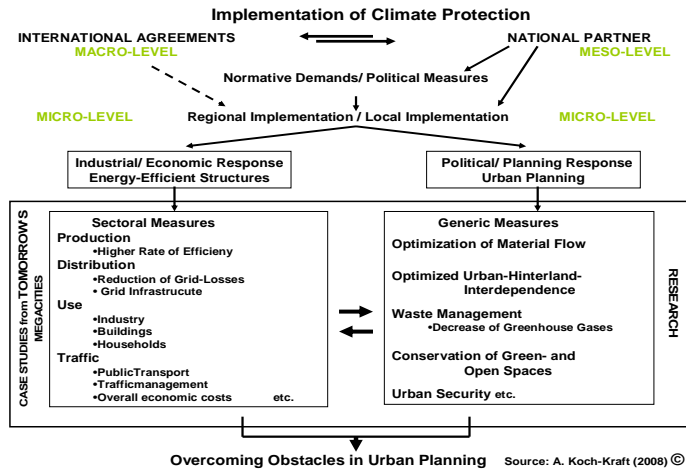 Implementation of Climate Protection
INTERNATIONAL AGREEMENTS
MACRO-LEVEL
NATIONAL PARTNER
MESO-LEVEL
Normative Demands/ Political Measures
MICRO-LEVEL
Regional Implementation / Local Implementation
MICRO-LEVEL
Industrial/ Economic Response
Energy-Efficient Structures
Political/ Planning Response
Urban Planning
CASE STUDIES from TOMORROW'S
MEGACITIES
Sectoral Measures
Production
•Higher Rate of Efficieny
Distribution
•Reduction of Grid-Losses
• Grid Infrastrucute
Use
•Industry
•Buildings
•Households
Traffic
•PublicTransport
•Trafficmanagement
•Overall economic costs etc.
Generic Measures
Optimization of Material Flow
Optimized Urban-Hinterland-
Interdependence
Waste Management
•Decrease of Greenhouse Gases
Conservation of Green- and
Open Spaces
Urban Security etc.
RESEARCH
Overcoming Obstacles in Urban Planning
Source: A. Koch-Kraft (2008) ©